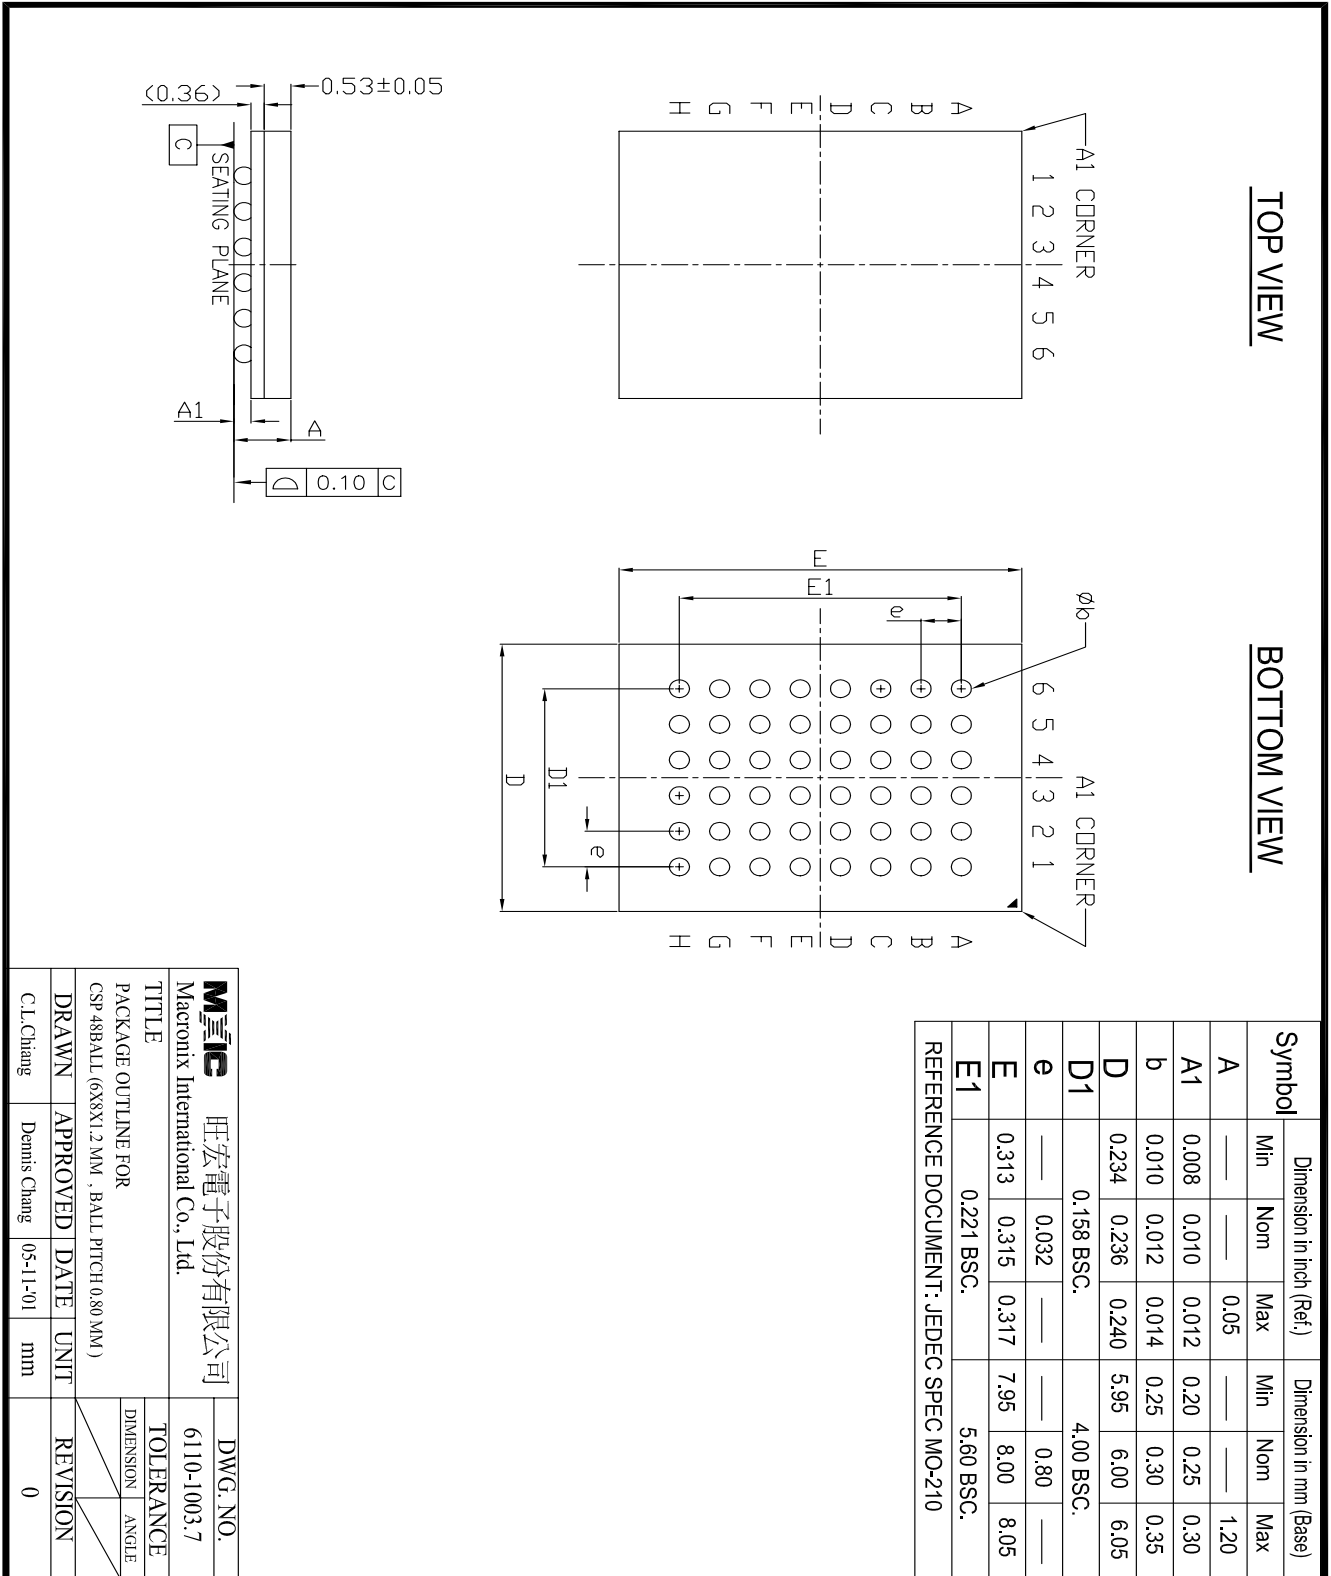 TOP VIEW
BOTTOM VIEW
A1 CORNER
1 2 3 4 5 6
A
B
C
D
E
F
G
H
Øb
6 5 4 3 2 1
A1 CORNER
A
B
C
D
E
F
G
H
e
E1
E
e
D1
D
0.53±0.05
(0.36)
C
SEATING PLANE
A1
A
0.10 C
Symbol Dimension in inch (Ref.) Dimension in mm (Base)
Min Nom Max Min Nom Max
A — — 0.05 — — 1.20
A1 0.008 0.010 0.012 0.20 0.25 0.30
b 0.010 0.012 0.014 0.25 0.30 0.35
D 0.234 0.236 0.240 5.95 6.00 6.05
D1 0.158 BSC. 4.00 BSC.
e — 0.032 — — 0.80 —
E 0.313 0.315 0.317 7.95 8.00 8.05
E1 0.221 BSC. 5.60 BSC.
REFERENCE DOCUMENT: JEDEC SPEC MO-210
MXIC 旺宏電子股份有限公司
Macronix International Co., Ltd.
TITLE
PACKAGE OUTLINE FOR
CSP 48BALL (6X8X1.2 MM , BALL PITCH 0.80 MM )
DWG. NO.
6110-1003.7
TOLERANCE
DIMENSION ANGLE
DRAWN APPROVED DATE UNIT REVISION
C.L.Chiang Dennis Chang 05-11-'01 mm 0